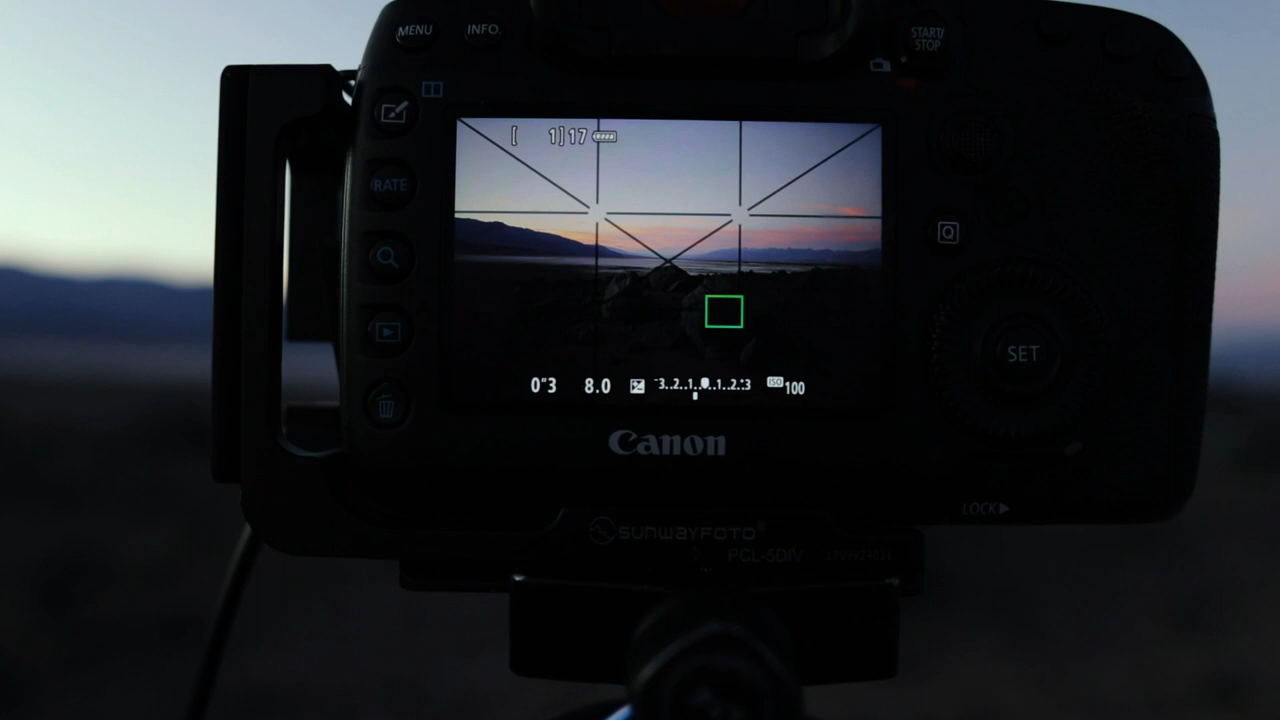 MENU INFO. START/
STOP
[ 1]17
RATE
Q
SET
0"3 8.0 -3..2..1..0..1..2..:3 ISO 100
Canon
LOCK▶
SUNWAYFOTO®
PCL-5DIV